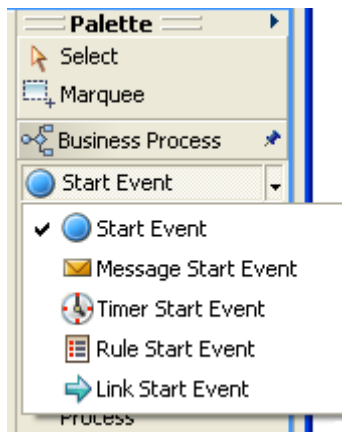 Palette
Select
Marquee
Business Process
Start Event
Start Event
Message Start Event
Timer Start Event
Rule Start Event
Link Start Event
Process